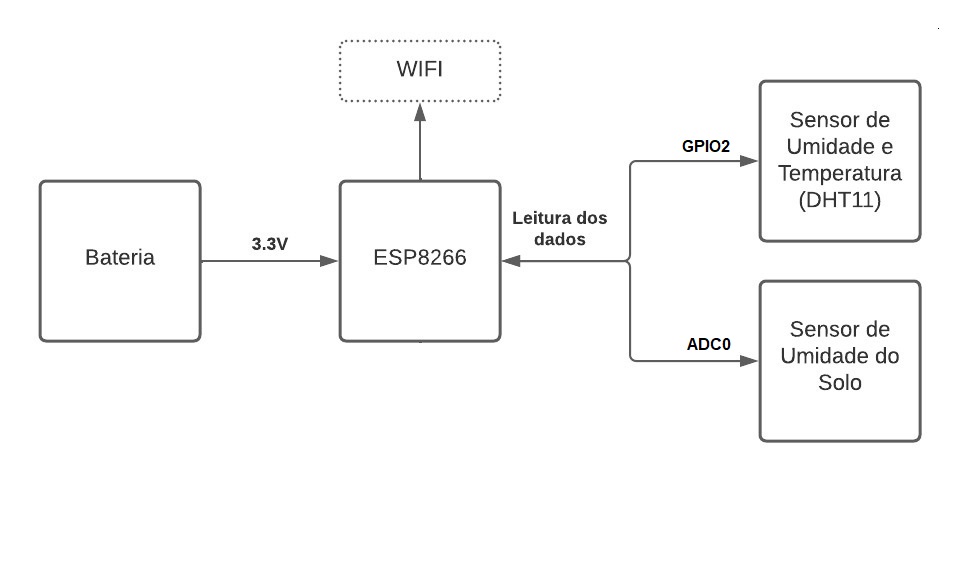 WIFI
Bateria
3.3V
ESP8266
Leitura dos
dados
GPIO2
Sensor de
Umidade e
Temperatura
(DHT11)
ADC0
Sensor de
Umidade do
Solo